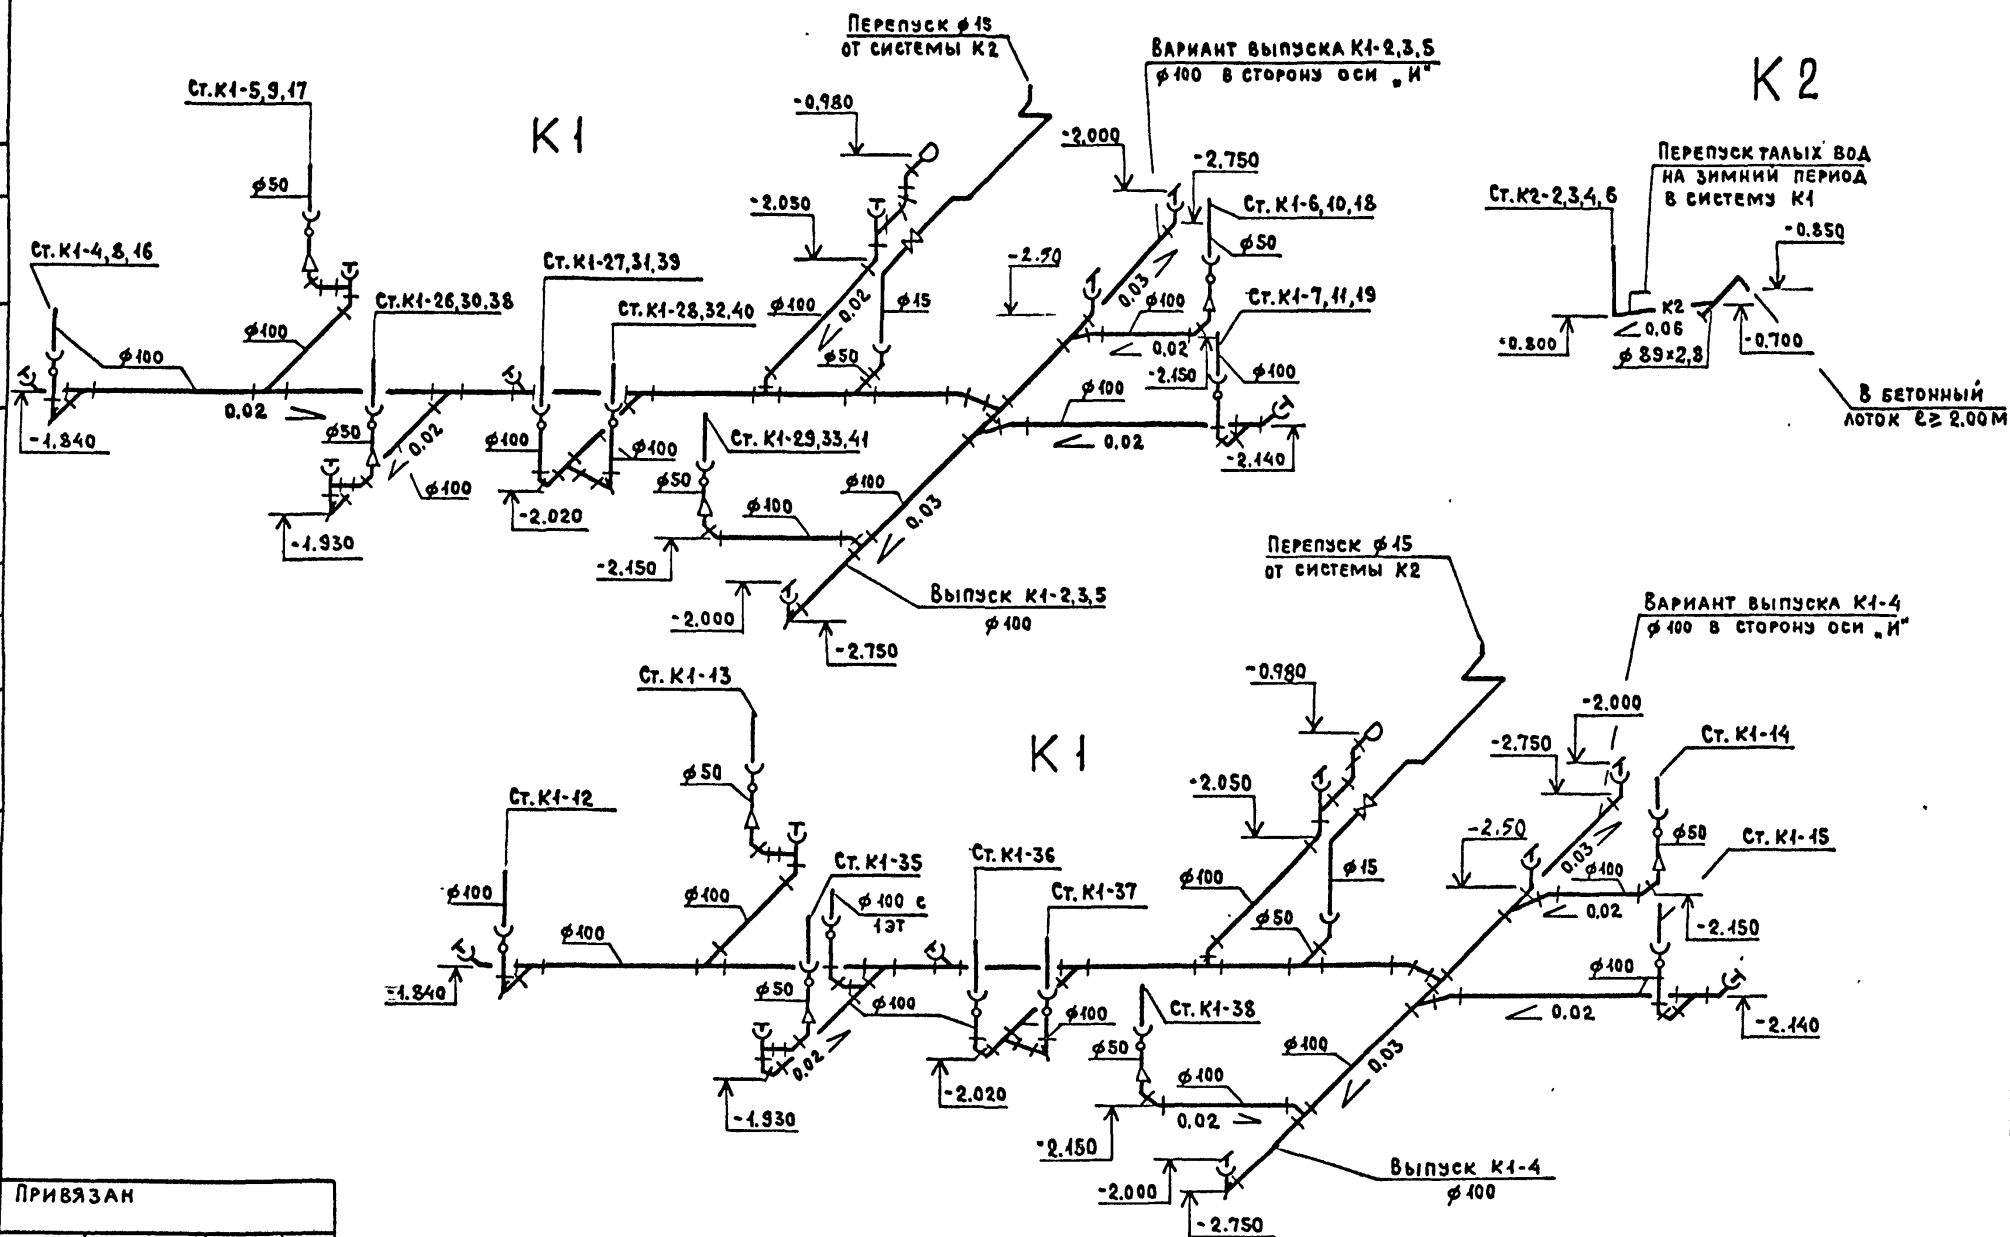 Перепуск ф 15
от системы К2
Вариант выпуска К1-2,3,5
ф 100 в сторону оси „И"
К2
Ст.К1-5,9,17
К1
-0,980
-2.000
-2.750
Перепуск талых вод
на зимний период
в систему К1
Ст.К2-2,3,4,6
ф50
-2.050
Ст. К1-6,10,18
-0.850
Ст. К1-4,8,16
Ст.К1-27,31,39
-2.50
ф50
Ст.К1-26,30.38
Ст.К1-28,32,40
ф100
0.02
ф15
0.03
ф100
Ст.К1-7,11,19
К2
0.06
-0.800
ф 89×2,8
-0.700
ф100
ф100
ф50
0,02
-2.150
ф100
0,02
ф100
0,02
-1.840
ф50
0.02
ф100
ф100
ф100
Ст. К1-29,33,41
-2.140
В бетонный
лоток ℓ≥ 2,00м
ф50
ф100
ф100
0.03
-2.020
-1.930
-2.150
Перепуск ф 15
от системы К2
-2.000
-2.750
Выпуск К1-2,3,5
ф 100
Вариант выпуска К1-4
ф 100 в сторону оси „И"
Ст. К1-13
К1
-0.980
-2.000
-2,750
Ст. К1-14
ф50
-2.050
Ст. К1-12
Ст. К1-35
Ст. К1-36
Ст. К1-37
-2.50
0.03
ф100
ф50
Ст. К1-15
ф100
ф100
ф 100 с
1эт
ф100
ф15
ф50
0,02
-2.150
ф100
-1.840
ф50
ф100
ф100
Ст. К1-38
ф100
0,02
-2.140
0.02
-1.930
-2.020
ф50
ф100
ф100
0.03
0,02
-2.150
-2.000
-2.750
Выпуск К1-4
ф 100
Привязан